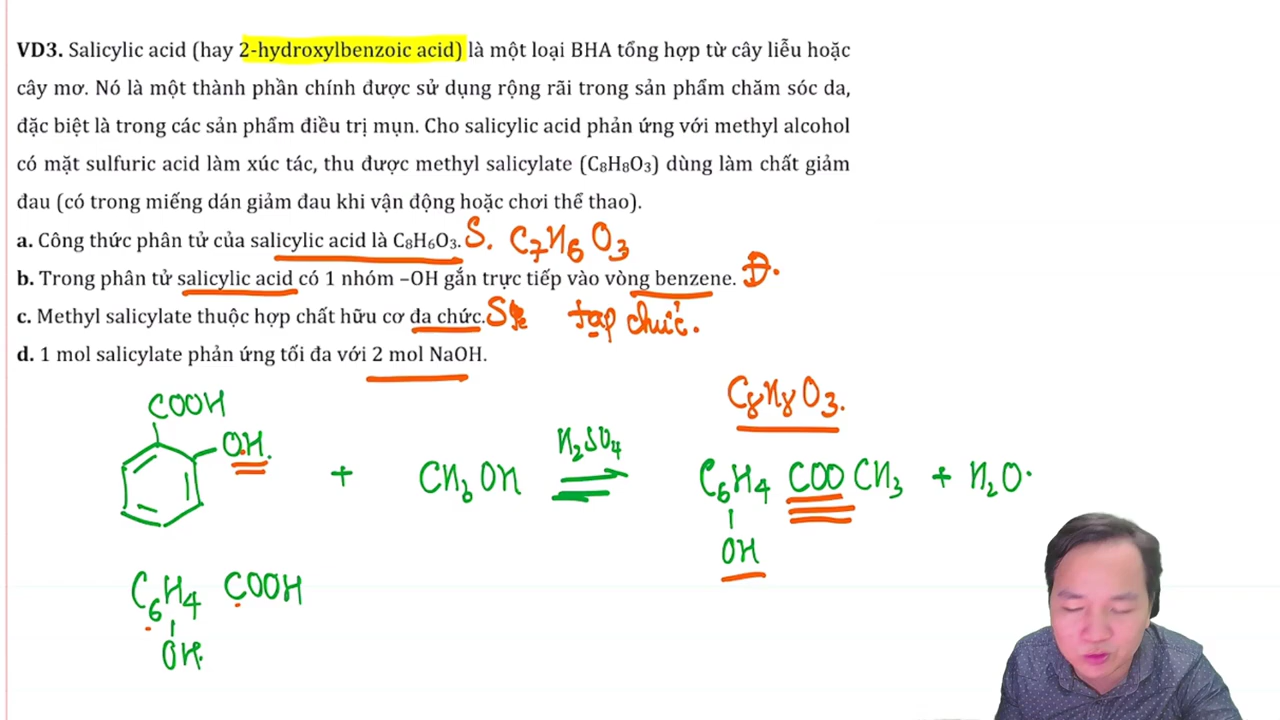 VD3. Salicylic acid (hay 2-hydroxylbenzoic acid) là một loại BHA tổng hợp từ cây liễu hoặc
cây mơ. Nó là một thành phần chính được sử dụng rộng rãi trong sản phẩm chăm sóc da,
đặc biệt là trong các sản phẩm điều trị mụn. Cho salicylic acid phản ứng với methyl alcohol
có mặt sulfuric acid làm xúc tác, thu được methyl salicylate (C₈H₈O₃) dùng làm chất giảm
đau (có trong miếng dán giảm đau khi vận động hoặc chơi thể thao).
a. Công thức phân tử của salicylic acid là C₈H₆O₃. S. C₇H₆O₃
b. Trong phân tử salicylic acid có 1 nhóm –OH gắn trực tiếp vào vòng benzene. Đ.
c. Methyl salicylate thuộc hợp chất hữu cơ đa chức. S tạp chức.
d. 1 mol salicylate phản ứng tối đa với 2 mol NaOH.
C₈H₈O₃.
COOH
OH. + CH₃OH H₂SO₄ C₆H₄ COO CH₃ + H₂O.
OH
C₆H₄ COOH
OH.